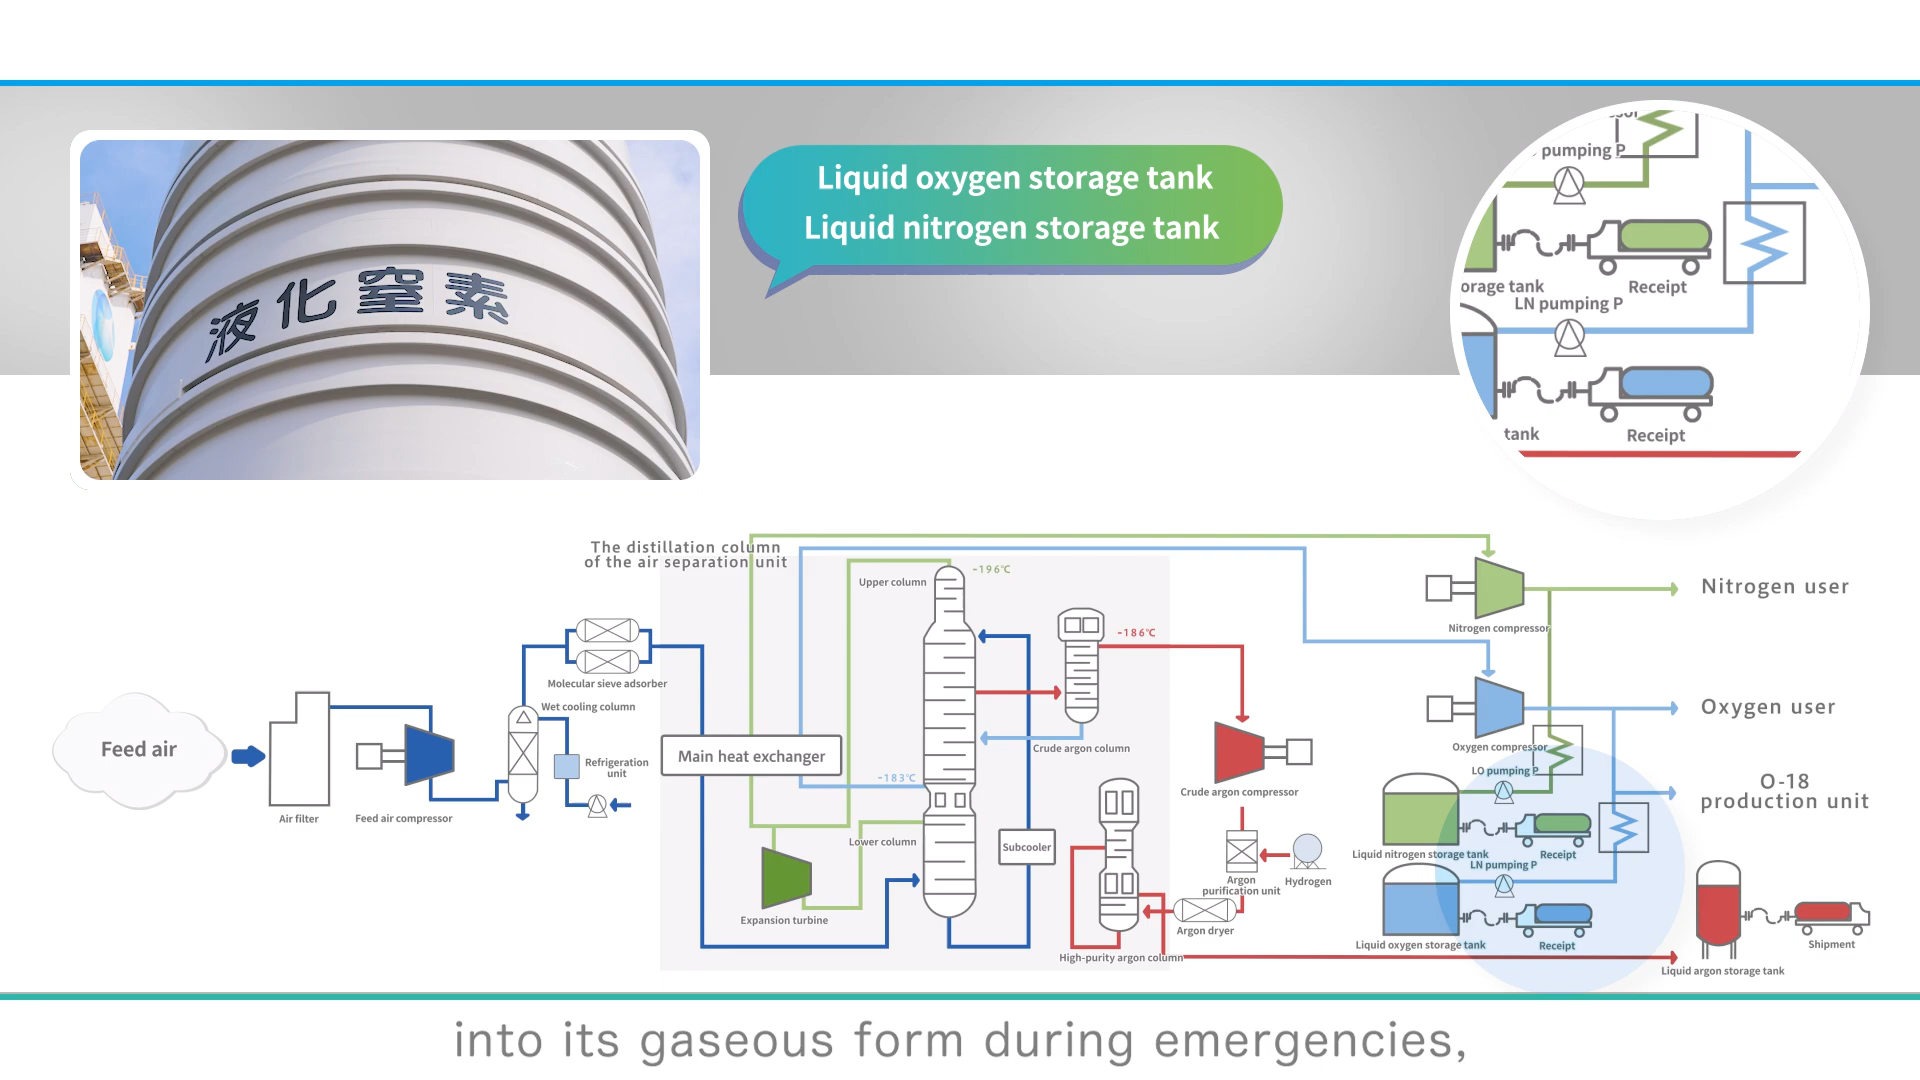 Liquid oxygen storage tank
Liquid nitrogen storage tank
液化窒素
pumping P
orage tank
Receipt
LN pumping P
tank
Receipt
The distillation column
of the air separation unit
Upper column
-196℃
-186℃
Nitrogen user
Nitrogen compressor
Molecular sieve adsorber
Wet cooling column
Oxygen user
Feed air
Main heat exchanger
Crude argon column
Oxygen compressor
Refrigeration
unit
-183℃
LO pumping P
O-18
production unit
Crude argon compressor
Air filter
Feed air compressor
Lower column
Subcooler
Liquid nitrogen storage tank
Receipt
LN pumping P
Argon
purification unit
Hydrogen
Expansion turbine
Argon dryer
Liquid oxygen storage tank
Receipt
Shipment
High-purity argon column
Liquid argon storage tank
into its gaseous form during emergencies,